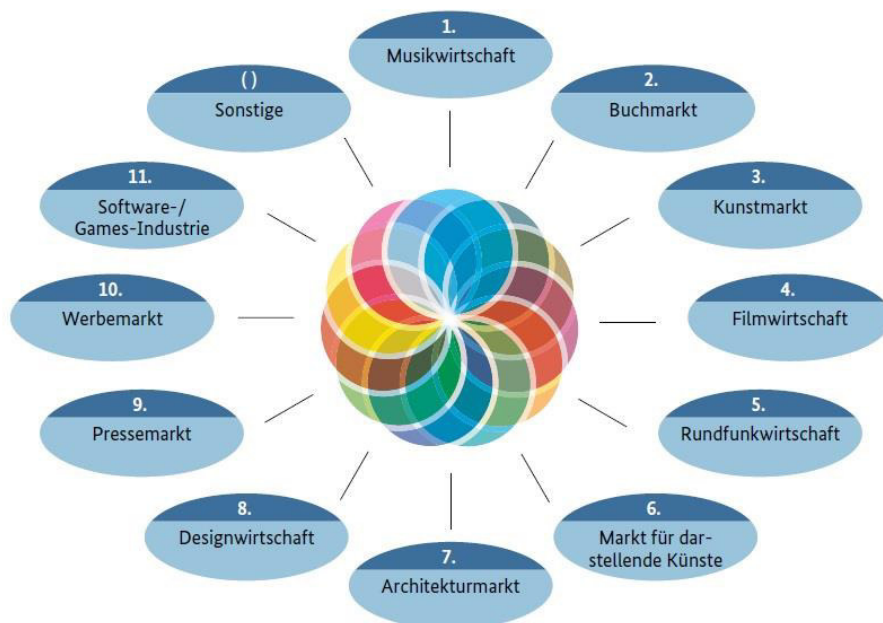 1.
Musikwirtschaft
2.
Buchmarkt
3.
Kunstmarkt
4.
Filmwirtschaft
5.
Rundfunkwirtschaft
6.
Markt für dar-
stellende Künste
7.
Architekturmarkt
8.
Designwirtschaft
9.
Pressemarkt
10.
Werbemarkt
11.
Software-/
Games-Industrie
( )
Sonstige